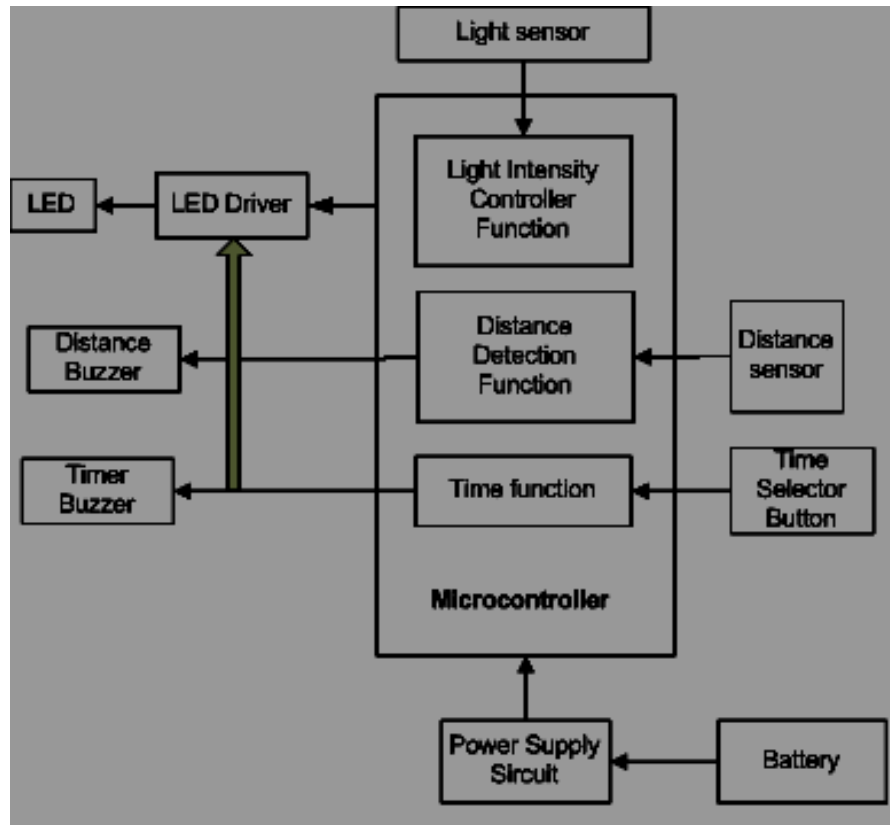 Light sensor
Light Intensity
Controller
Function
LED
LED Driver
Distance
Buzzer
Distance
Detection
Function
Distance
sensor
Timer
Buzzer
Time function
Time
Selector
Button
Microcontroller
Power Supply
Sircuit
Battery